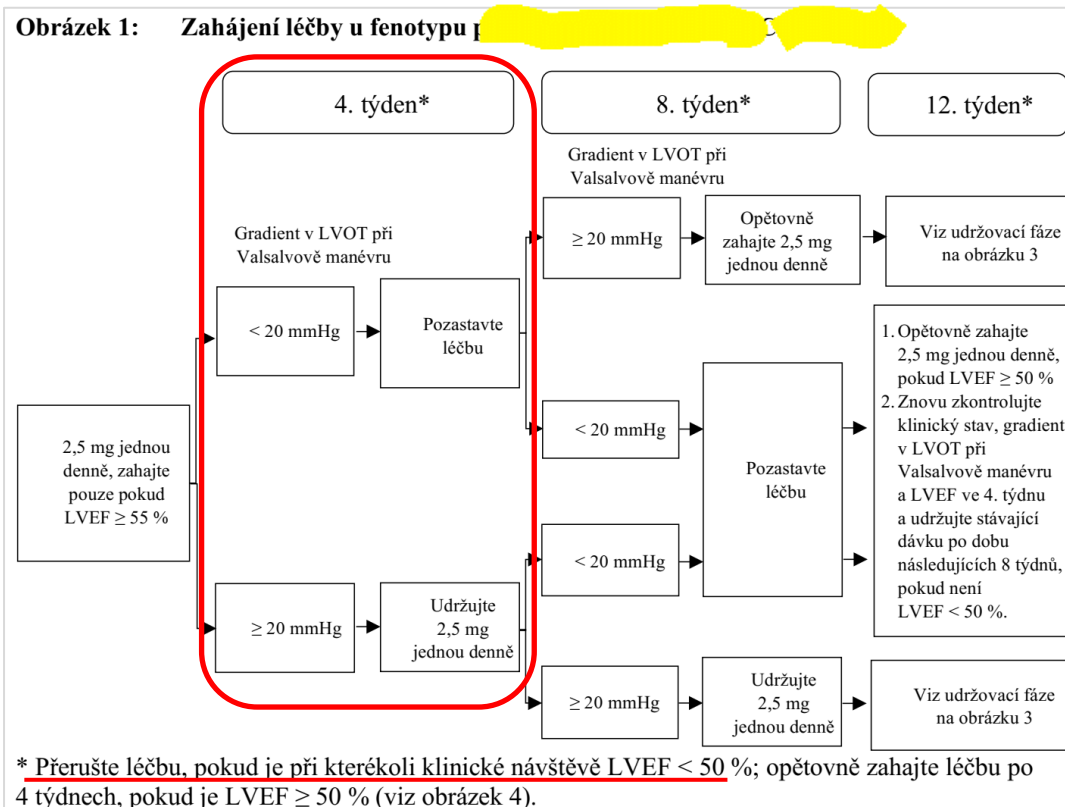 Obrázek 1: Zahájení léčby u fenotypu
4. týden*
8. týden*
12. týden*
Gradient v LVOT při
Valsalvově manévru
≥ 20 mmHg
Opětovně
zahajte 2,5 mg
jednou denně
Viz udržovací fáze
na obrázku 3
Gradient v LVOT při
Valsalvově manévru
< 20 mmHg
Pozastavte
léčbu
2,5 mg jednou
denně, zahajte
pouze pokud
LVEF ≥ 55 %
< 20 mmHg
Pozastavte
léčbu
< 20 mmHg
1. Opětovně zahajte
2,5 mg jednou denně,
pokud LVEF ≥ 50 %
2. Znovu zkontrolujte
klinický stav, gradient
v LVOT při
Valsalvově manévru
a LVEF ve 4. týdnu
a udržujte stávající
dávku po dobu
následujících 8 týdnů,
pokud není
LVEF < 50 %.
≥ 20 mmHg
Udržujte
2,5 mg
jednou denně
≥ 20 mmHg
Udržujte
2,5 mg
jednou denně
Viz udržovací fáze
na obrázku 3
* Přerušte léčbu, pokud je při kterékoli klinické návštěvě LVEF < 50 %; opětovně zahajte léčbu po
4 týdnech, pokud je LVEF ≥ 50 % (viz obrázek 4).